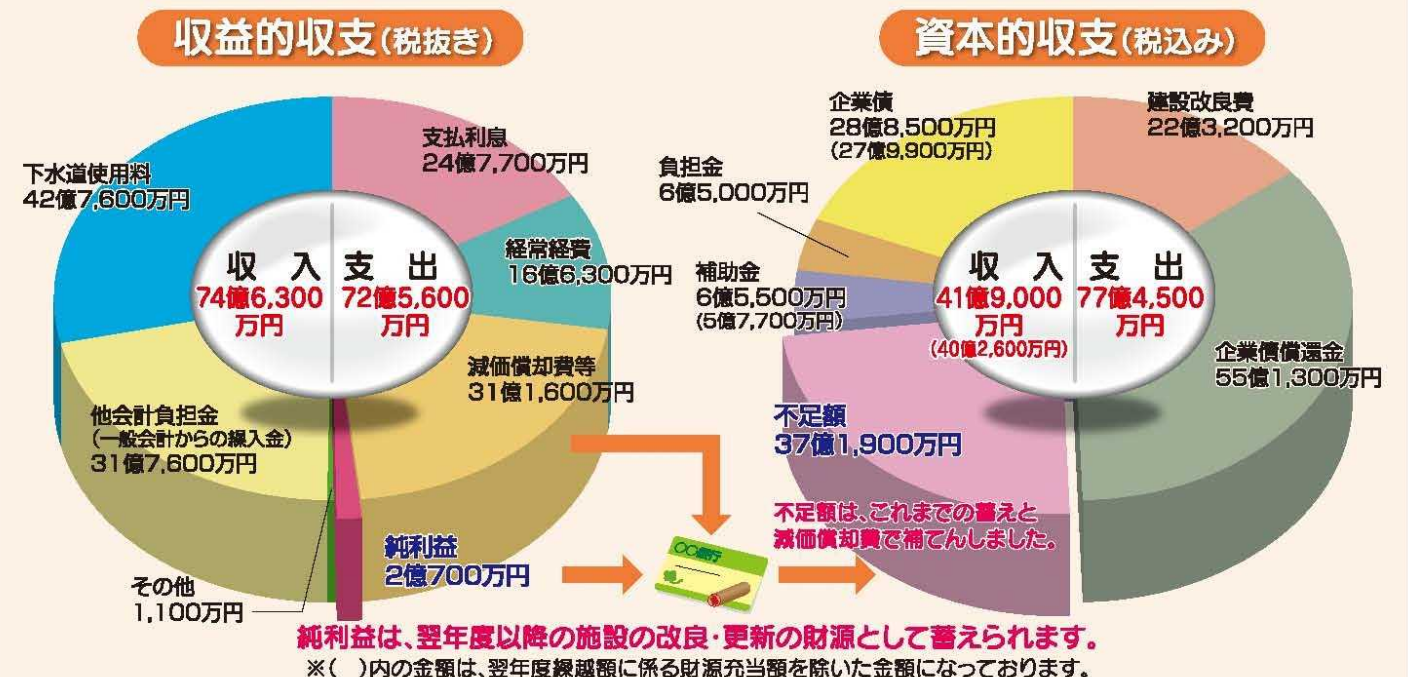 収益的収支(税抜き)
下水道使用料
42億7,600万円
支払利息
24億7,700万円
経常経費
16億6,300万円
減価償却費等
31億1,600万円
他会計負担金
(一般会計からの繰入金)
31億7,600万円
その他
1,100万円
純利益
2億700万円
収入
74億6,300
万円
支出
72億5,600
万円
資本的収支(税込み)
企業債
28億8,500万円
(27億9,900万円)
負担金
6億5,000万円
補助金
6億5,500万円
(5億7,700万円)
建設改良費
22億3,200万円
企業債償還金
55億1,300万円
収入
41億9,000
万円
(40億2,600万円)
支出
77億4,500
万円
不足額
37億1,900万円
不足額は、これまでの蓄えと
減価償却費で補てんしました。
〇〇銀行
純利益は、翌年度以降の施設の改良・更新の財源として蓄えられます。
※( )内の金額は、翌年度繰越額に係る財源充当額を除いた金額になっております。